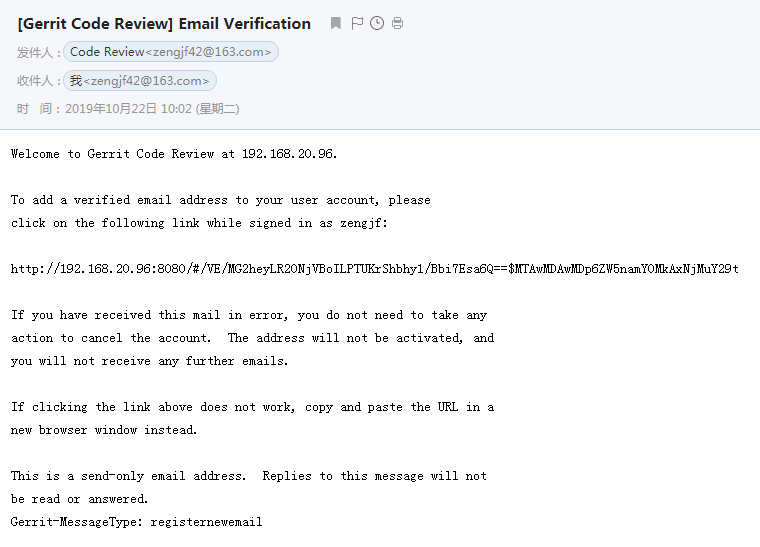 [Gerrit Code Review] Email Verification
发件人：Code Review<zengjf42@163.com>
收件人：我<zengjf42@163.com>
时 间：2019年10月22日 10:02 (星期二)
Welcome to Gerrit Code Review at 192.168.20.96.
To add a verified email address to your user account, please
click on the following link while signed in as zengjf:
http://192.168.20.96:8080/#/VE/MG2heyLR2ONjVBoILPTUKrShbhy1/Bbi7Esa6Q==$MTAwMDAwMDp6ZW5namY0MkAxNjMuY29t
If you have received this mail in error, you do not need to take any
action to cancel the account.  The address will not be activated, and
you will not receive any further emails.
If clicking the link above does not work, copy and paste the URL in a
new browser window instead.
This is a send-only email address.  Replies to this message will not
be read or answered.
Gerrit-MessageType: registernewemail